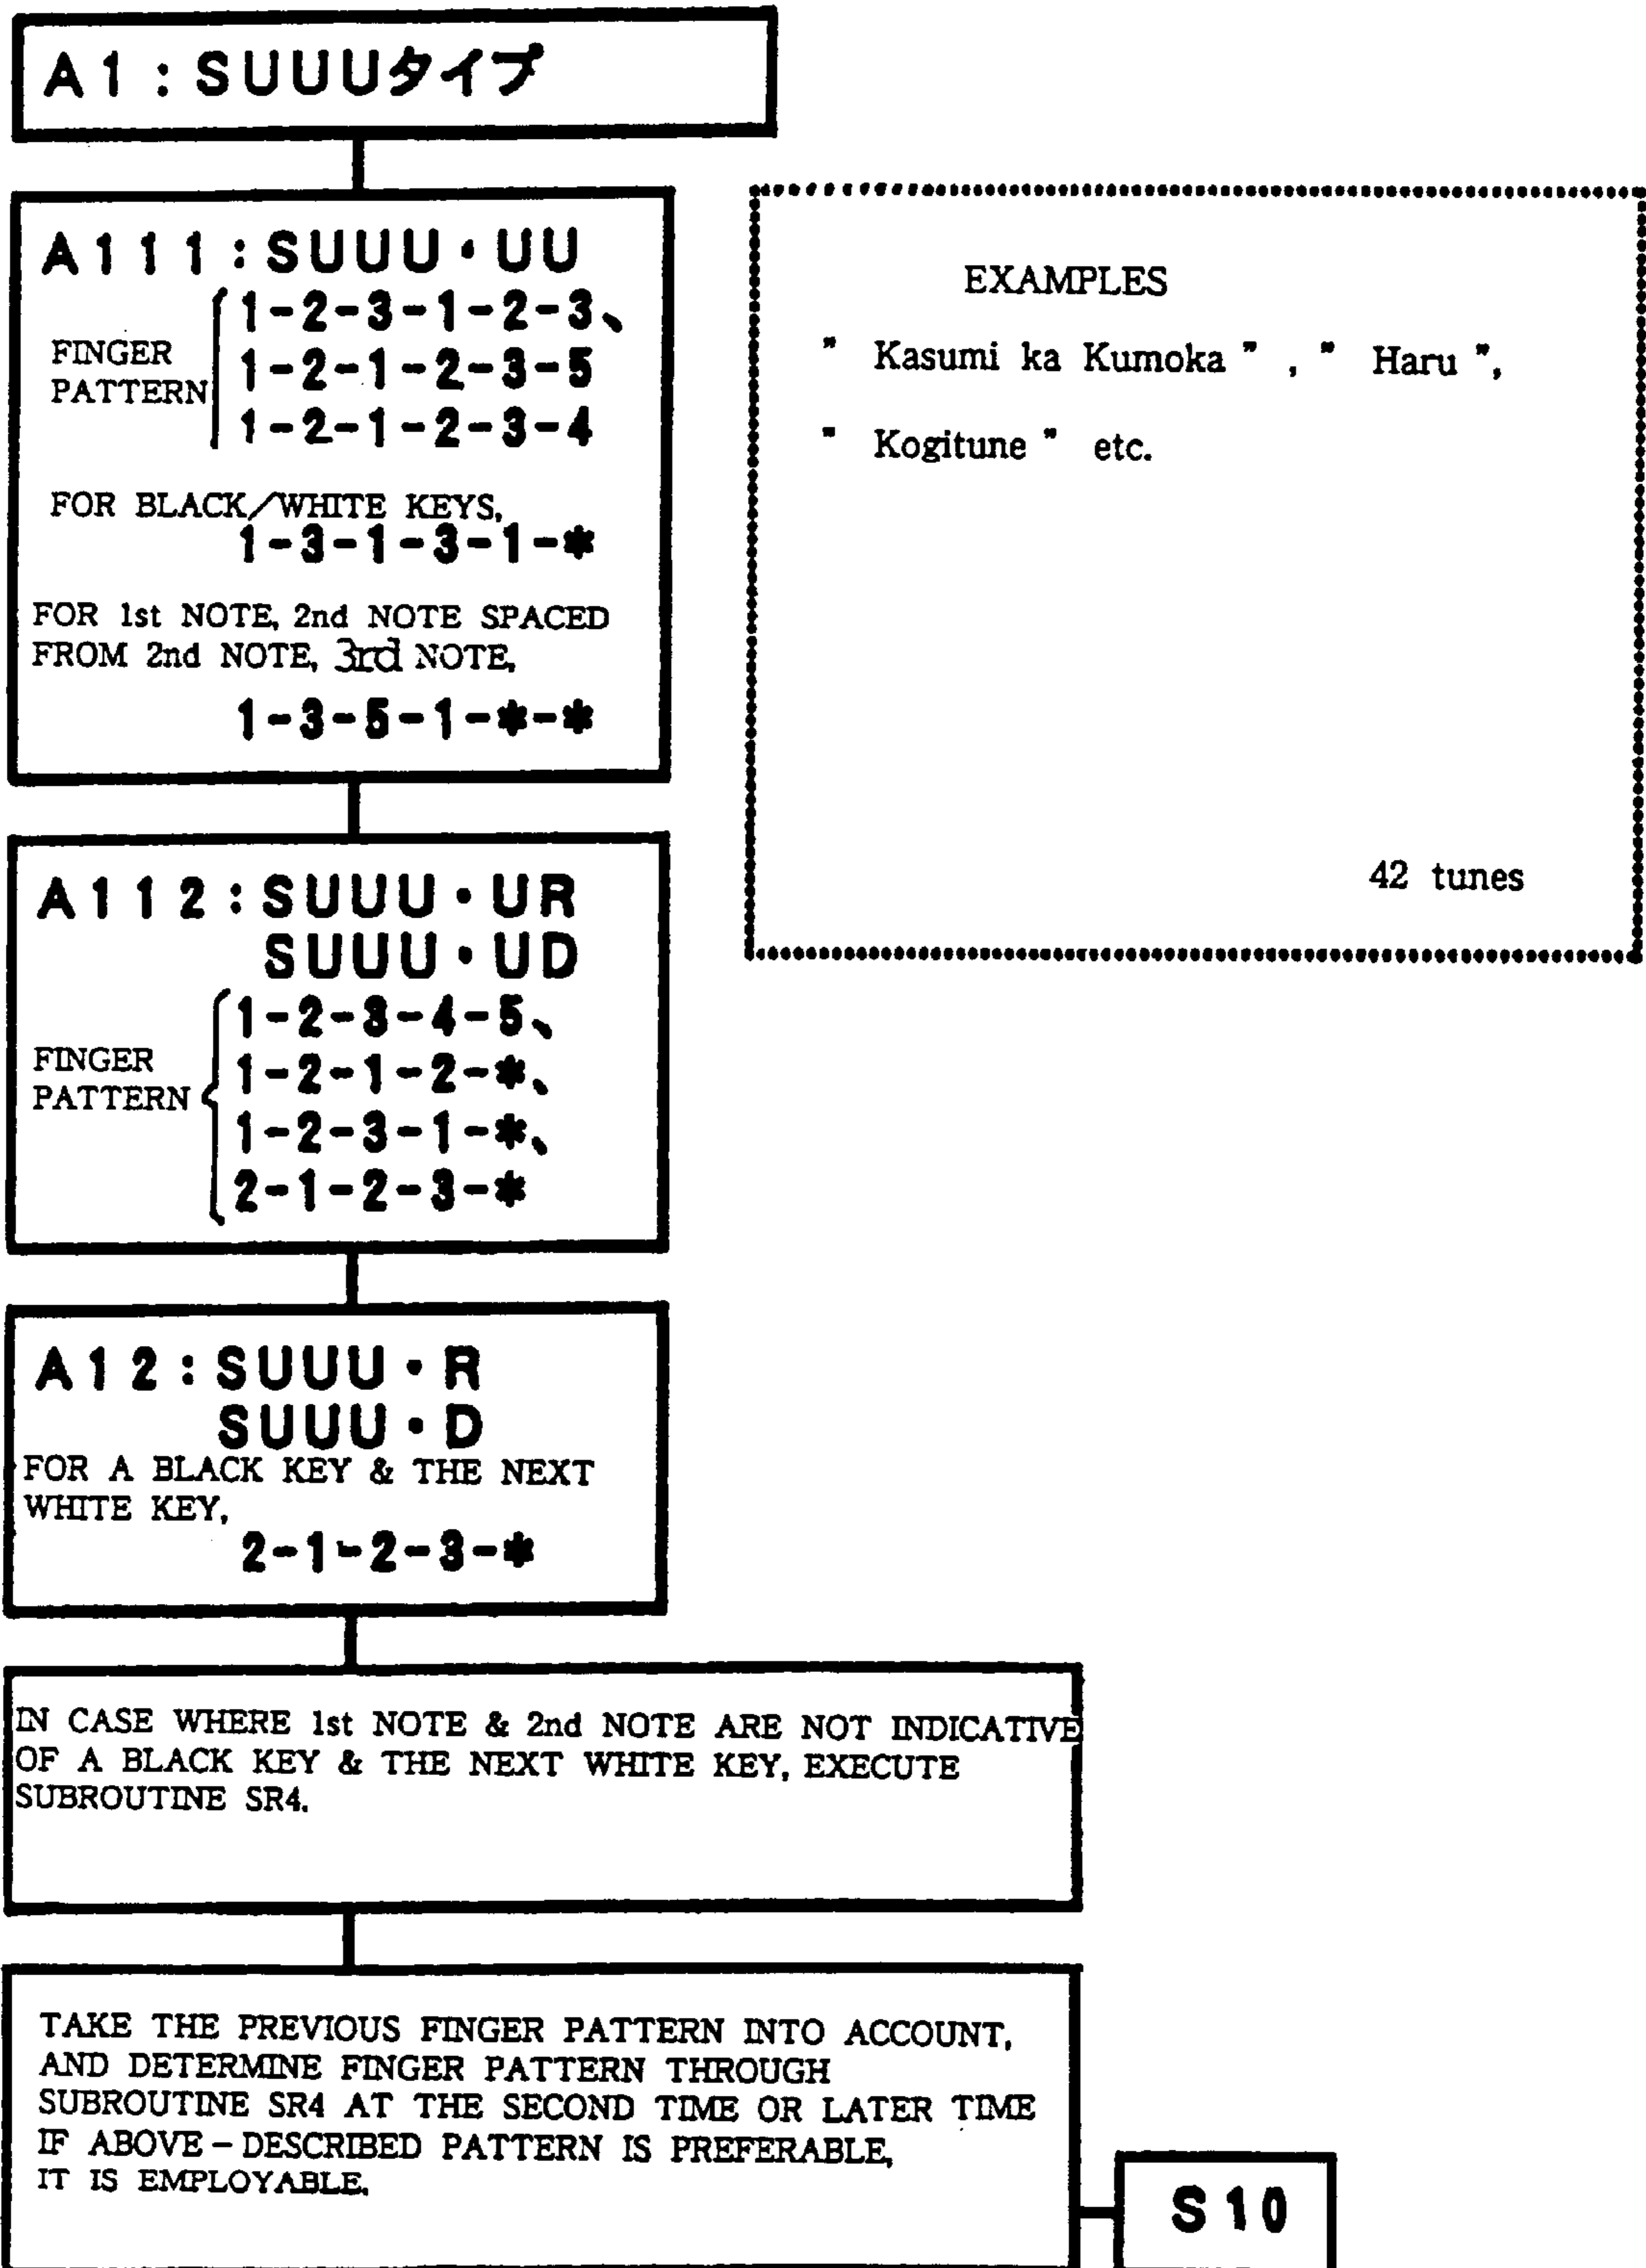 A1:SUUUタイプ
A111:SUUU・UU
FINGER PATTERN
1-2-3-1-2-3、
1-2-1-2-3-5
1-2-1-2-3-4
FOR BLACK/WHITE KEYS,
1-3-1-3-1-*
FOR 1st NOTE, 2nd NOTE SPACED
FROM 2nd NOTE, 3rd NOTE,
1-3-5-1-*-*
EXAMPLES
" Kasumi ka Kumoka " , " Haru ",
" Kogitune " etc.
42 tunes
A112:SUUU・UR
SUUU・UD
FINGER PATTERN
1-2-3-4-5、
1-2-1-2-*、
1-2-3-1-*、
2-1-2-3-*
A12:SUUU・R
SUUU・D
FOR A BLACK KEY & THE NEXT
WHITE KEY,
2-1-2-3-*
IN CASE WHERE 1st NOTE & 2nd NOTE ARE NOT INDICATIVE
OF A BLACK KEY & THE NEXT WHITE KEY, EXECUTE
SUBROUTINE SR4.
TAKE THE PREVIOUS FINGER PATTERN INTO ACCOUNT,
AND DETERMINE FINGER PATTERN THROUGH
SUBROUTINE SR4 AT THE SECOND TIME OR LATER TIME
IF ABOVE-DESCRIBED PATTERN IS PREFERABLE,
IT IS EMPLOYABLE.
S10